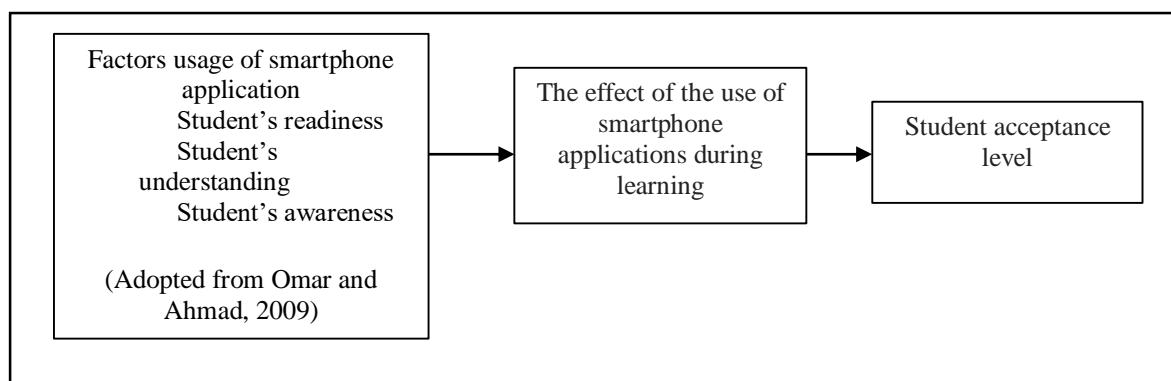 Factors usage of smartphone
application
Student’s readiness
Student’s
understanding
Student’s awareness
(Adopted from Omar and
Ahmad, 2009)
The effect of the use of
smartphone
applications during
learning
Student acceptance
level